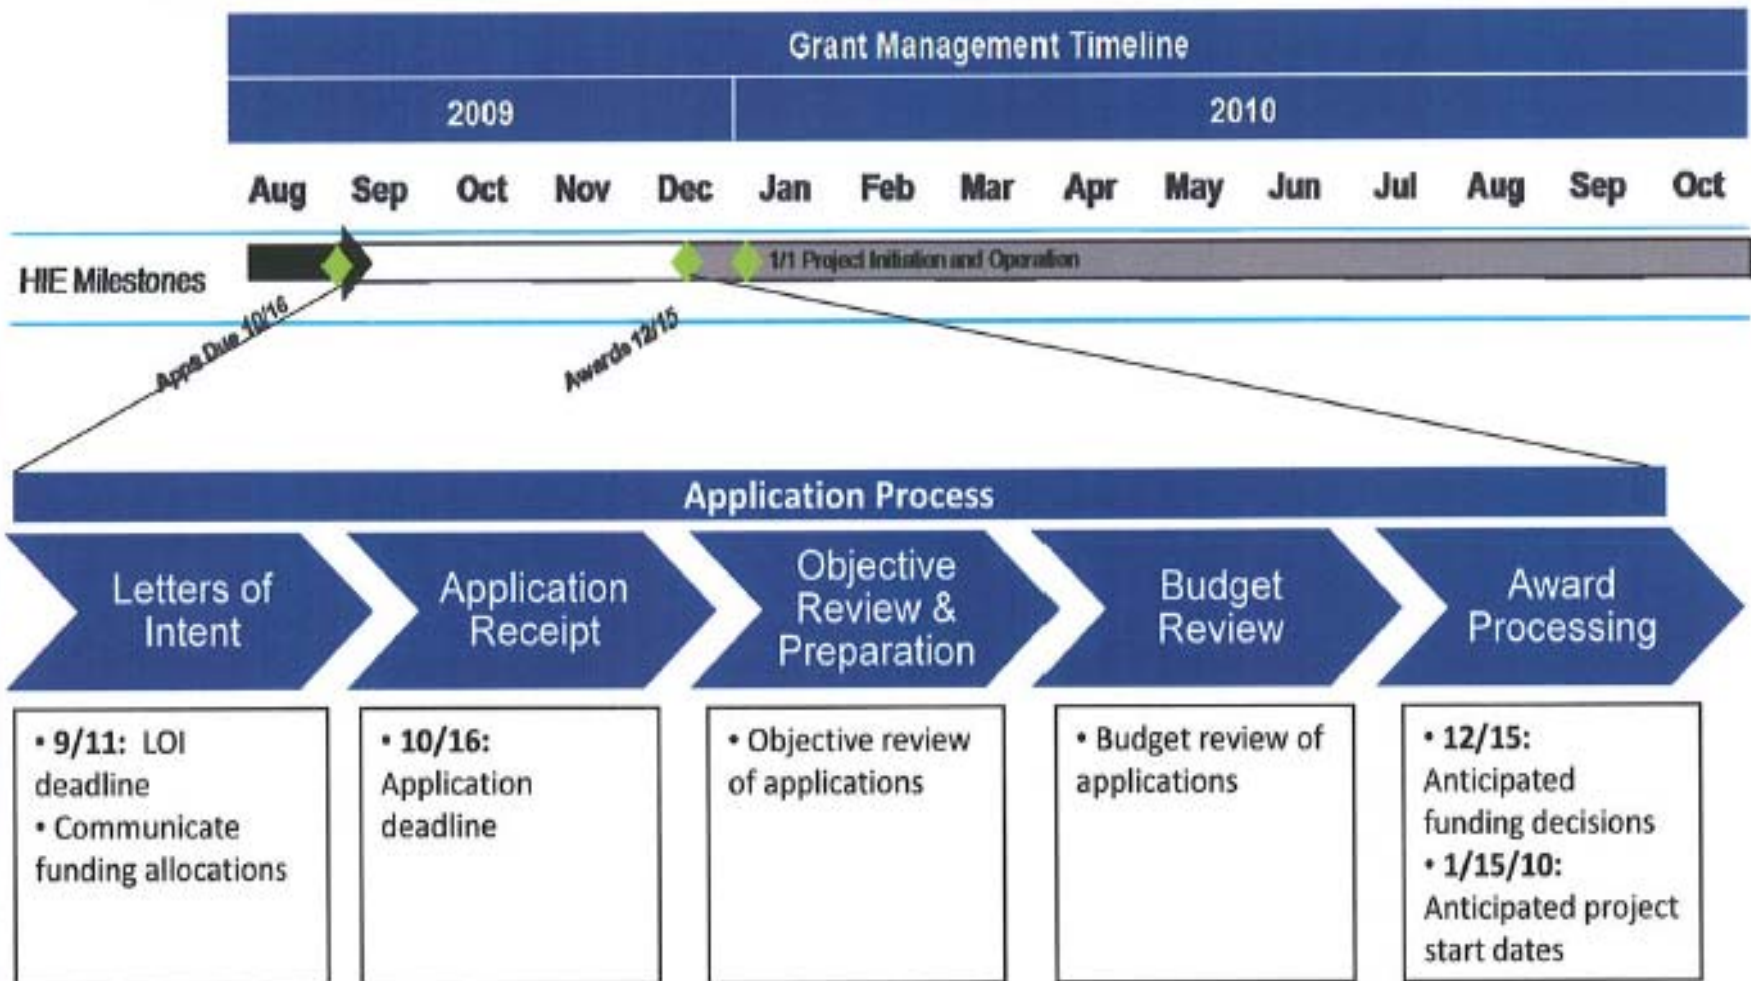 Grant Management Timeline
2009
2010
Aug Sep Oct Nov Dec Jan Feb Mar Apr May Jun Jul Aug Sep Oct
HIE Milestones
1/1 Project Initiation and Operation
Apps Due 10/16
Awards 12/15
Application Process
Letters of
Intent
Application
Receipt
Objective
Review &
Preparation
Budget
Review
Award
Processing
• 9/11: LOI
deadline
• Communicate
funding allocations
• 10/16:
Application
deadline
• Objective review
of applications
• Budget review of
applications
• 12/15:
Anticipated
funding decisions
• 1/15/10:
Anticipated project
start dates